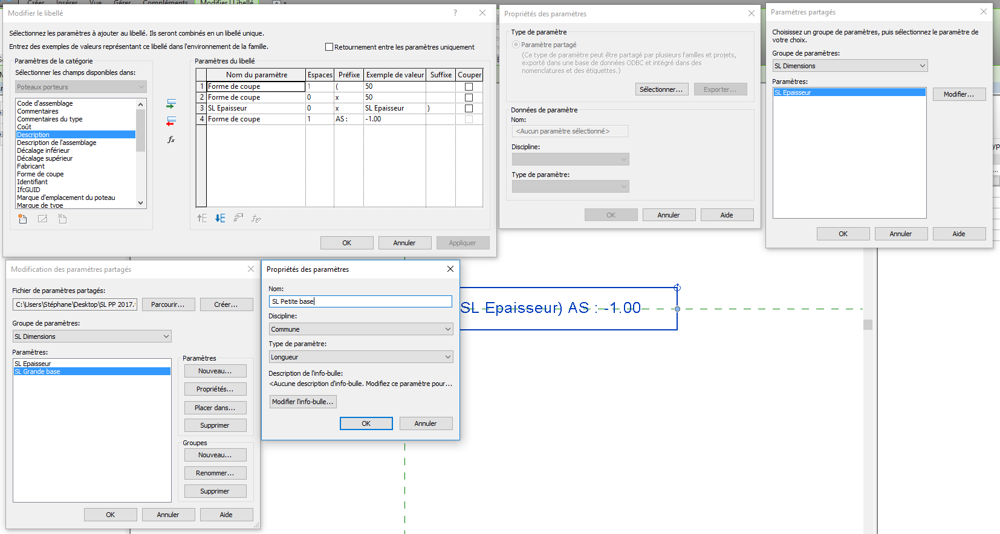 Créer Insérer Vue Gérer Compléments Modifier | Libellé
Modifier le libellé
?
Sélectionnez les paramètres à ajouter au libellé. Ils seront combinés en un libellé unique.
Entrez des exemples de valeurs représentant ce libellé dans l'environnement de la famille.
Retournement entre les paramètres uniquement
Paramètres de la catégorie
Sélectionner les champs disponibles dans:
Poteaux porteurs
Code d'assemblage
Commentaires
Commentaires du type
Coût
Description
Description de l'assemblage
Décalage inférieur
Décalage supérieur
Fabricant
Forme de coupe
Identifiant
IfcGUID
Marque d'emplacement du poteau
Marque de type
Paramètres du libellé
Nom du paramètre Espaces Préfixe Exemple de valeur Suffixe Couper
1 Forme de coupe 1 ( 50
2 Forme de coupe 0 x 50
3 SL Epaisseur 0 x SL Epaisseur )
4 Forme de coupe 1 AS : -1.00
OK Annuler Appliquer
Propriétés des paramètres
Type de paramètre
Paramètre partagé
(Ce type de paramètre peut être partagé par plusieurs familles et projets,
exporté dans une base de données ODBC et intégré dans des
nomenclatures et des étiquettes.)
Sélectionner... Exporter...
Données de paramètre
Nom:
<Aucun paramètre sélectionné>
Discipline:
Type de paramètre:
OK Annuler Aide
Paramètres partagés
Choisissez un groupe de paramètres, puis sélectionnez le paramètre de
votre choix.
Groupe de paramètres:
SL Dimensions
Paramètres:
SL Epaisseur
Modifier...
OK Annuler Aide
Modification des paramètres partagés
Fichier de paramètres partagés:
C:\Users\Stéphane\Desktop\SL PP 2017.
Parcourir... Créer...
Groupe de paramètres:
SL Dimensions
Paramètres:
SL Epaisseur
SL Grande base
Paramètres
Nouveau...
Propriétés...
Placer dans...
Supprimer
Groupes
Nouveau...
Renommer...
Supprimer
OK Annuler Aide
Propriétés des paramètres
Nom:
SL Petite base
Discipline:
Commune
Type de paramètre:
Longueur
Description de l'info-bulle:
<Aucune description d'info-bulle. Modifiez ce paramètre pour...
Modifier l'info-bulle...
OK Annuler
SL Epaisseur) AS : -1.00